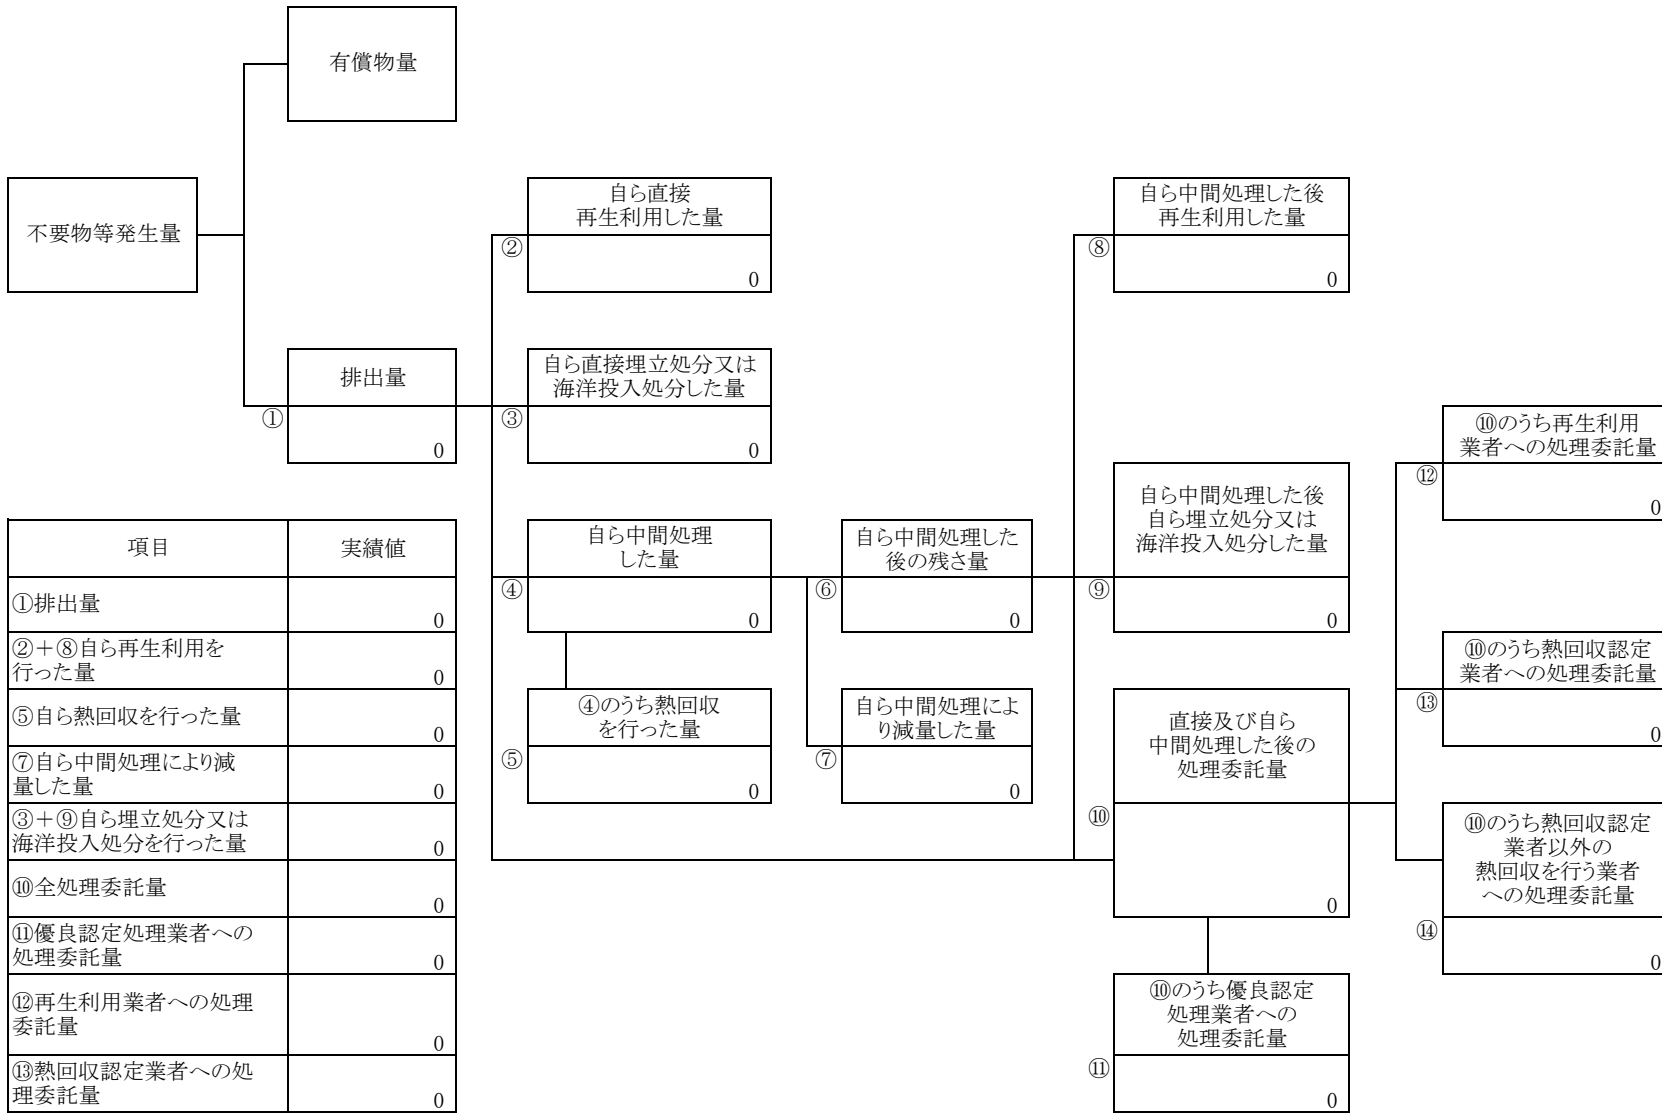 有償物量
不要物等発生量
自ら直接
再生利用した量
②
0
自ら中間処理した後
再生利用した量
⑧
0
排出量
①
0
自ら直接埋立処分又は
海洋投入処分した量
③
0
⑩のうち再生利用
業者への処理委託量
⑫
0
自ら中間処理
した量
④
0
自ら中間処理した
後の残さ量
⑥
0
自ら中間処理した後
自ら埋立処分又は
海洋投入処分した量
⑨
0
⑩のうち熱回収認定
業者への処理委託量
⑬
0
④のうち熱回収
を行った量
⑤
0
自ら中間処理によ
り減量した量
⑦
0
直接及び自ら
中間処理した後の
処理委託量
⑩
0
⑩のうち熱回収認定
業者以外の
熱回収を行う業者
への処理委託量
⑭
0
⑩のうち優良認定
処理業者への
処理委託量
⑪
0
項目 実績値
①排出量
0
②+⑧自ら再生利用を
行った量
0
⑤自ら熱回収を行った量
0
⑦自ら中間処理により減
量した量
0
③+⑨自ら埋立処分又は
海洋投入処分を行った量
0
⑩全処理委託量
0
⑪優良認定処理業者への
処理委託量
0
⑫再生利用業者への処理
委託量
0
⑬熱回収認定業者への処
理委託量
0